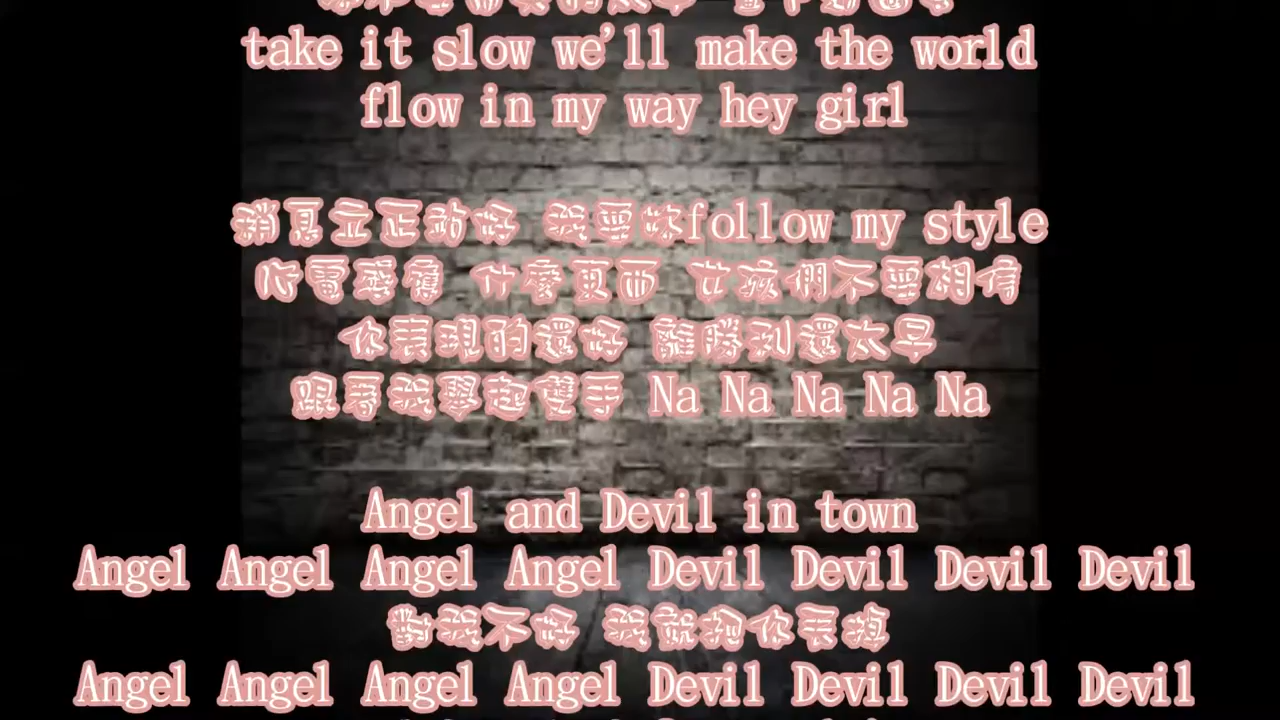 take it slow we'll make the world
flow in my way hey girl
稍息立正站好 我要你follow my style
心電感應 什麼東西 女孩們不要相信
你表現的還好 離勝利還太早
跟著我舉起雙手 Na Na Na Na Na
Angel and Devil in town
Angel Angel Angel Angel Devil Devil Devil Devil
對我不好 我就把你丟掉
Angel Angel Angel Angel Devil Devil Devil Devil